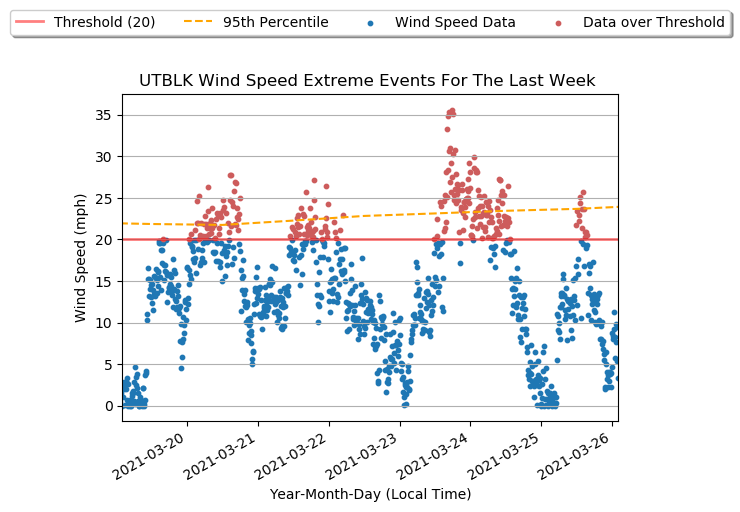 Threshold (20) 95th Percentile Wind Speed Data Data over Threshold
UTBLK Wind Speed Extreme Events For The Last Week
35
30
25
20
15
10
5
0
Wind Speed (mph)
2021-03-20 2021-03-21 2021-03-22 2021-03-23 2021-03-24 2021-03-25 2021-03-26
Year-Month-Day (Local Time)